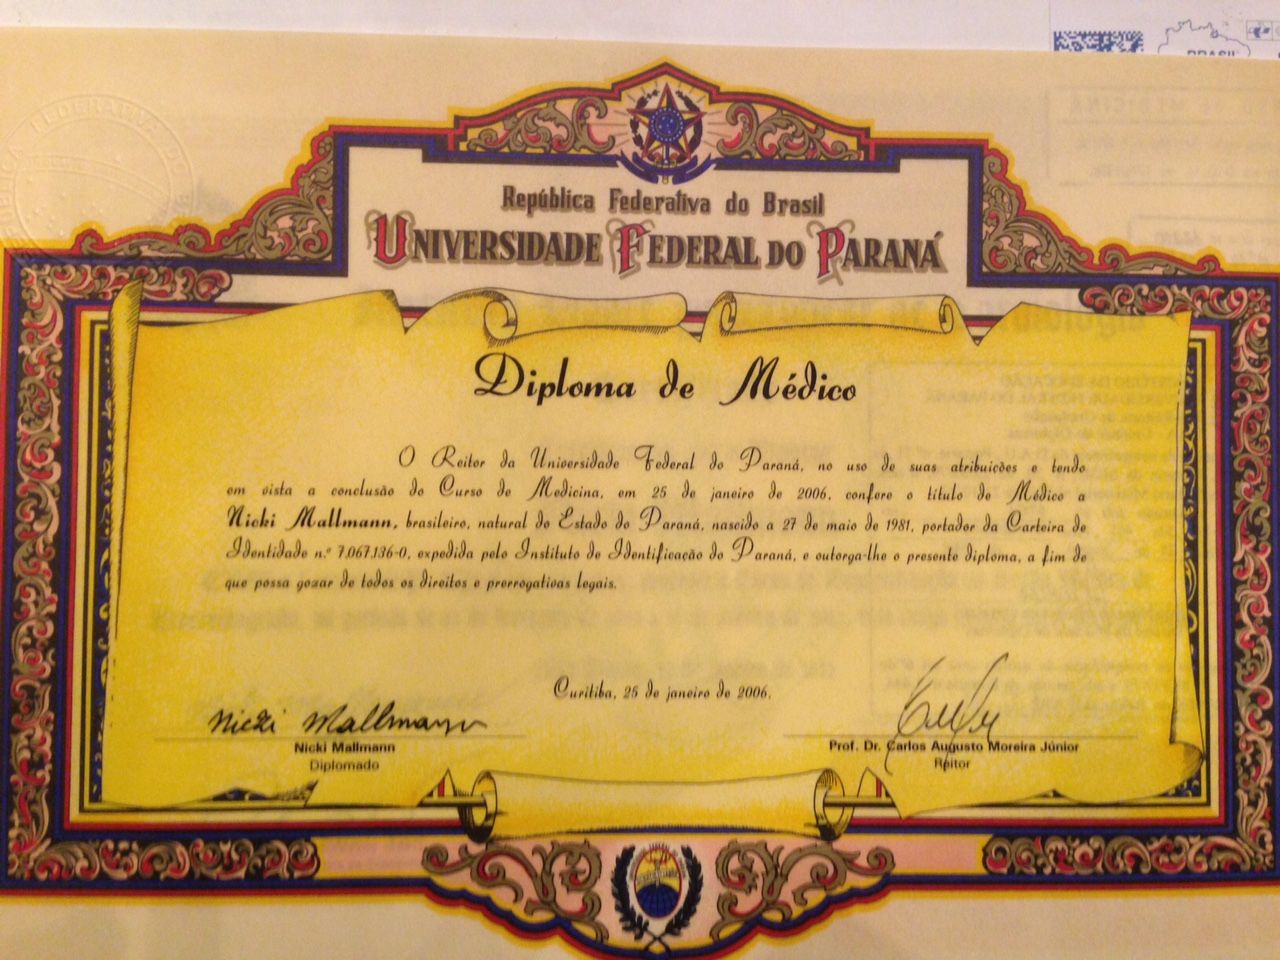 BRASIL
República Federativa do Brasil
UNIVERSIDADE FEDERAL DO PARANÁ
Diploma de Médico
O Reitor da Universidade Federal do Paraná, no uso de suas atribuicões e tendo
em vista a conclusão do Curso de Medicina, em 25 de janeiro de 2006, confere o título de Médico a
Nicki Mallmann, brasileiro, natural do Estado do Paraná, nascido a 27 de maio de 1981, portador da Carteira de
Identidade n.º 7.067.136-0, expedida pelo Instituto de Identificação do Paraná, e outorga-lhe o presente diploma, a fim de
que possa gozar de todos os direitos e prerrogativas legais.
Curitiba, 25 de janeiro de 2006.
Nicki Mallmann
Nicki Mallmann
Diplomado
Prof. Dr. Carlos Augusto Moreira Júnior
Reitor